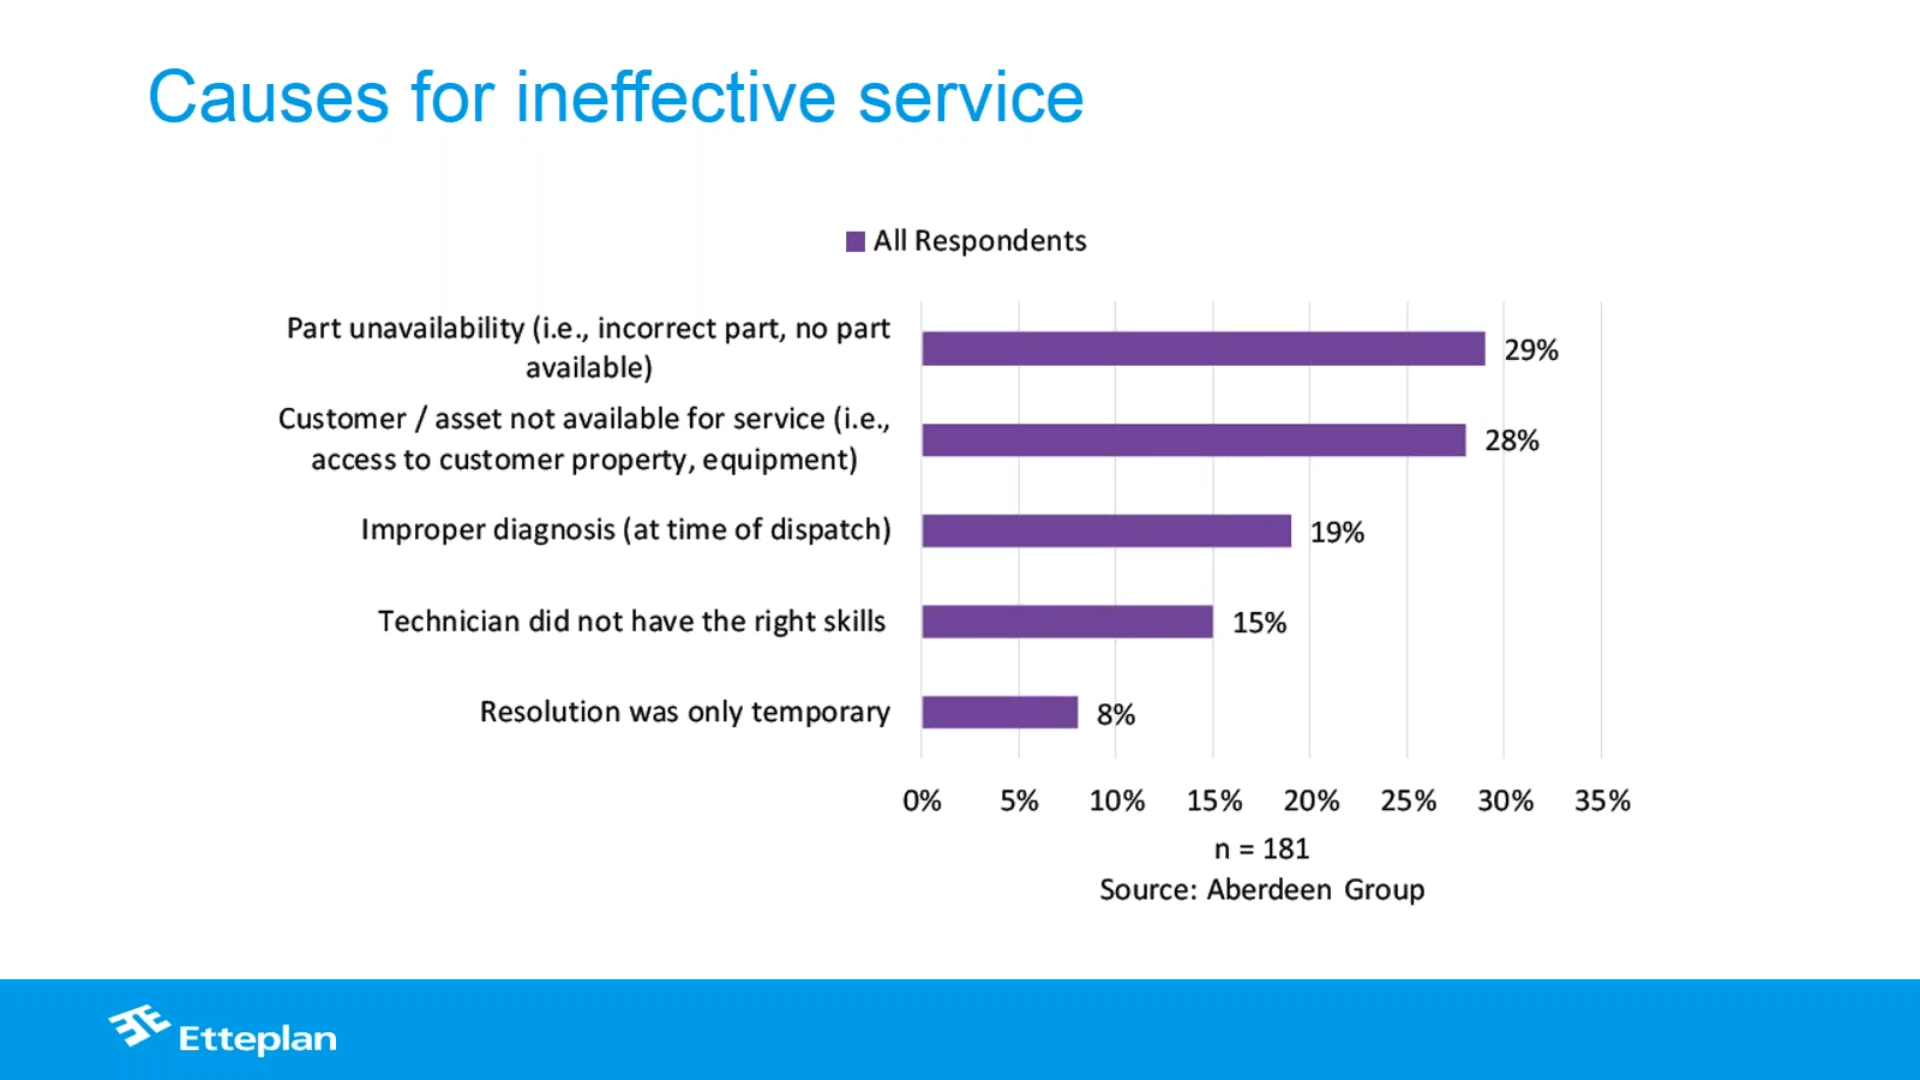 Causes for ineffective service
All Respondents
Part unavailability (i.e., incorrect part, no part
available)
29%
Customer / asset not available for service (i.e.,
access to customer property, equipment)
28%
Improper diagnosis (at time of dispatch)
19%
Technician did not have the right skills
15%
Resolution was only temporary
8%
0% 5% 10% 15% 20% 25% 30% 35%
n = 181
Source: Aberdeen Group
Etteplan